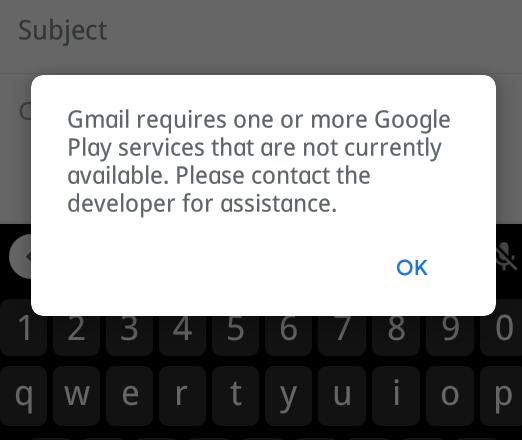 Subject
Gmail requires one or more Google
Play services that are not currently
available. Please contact the
developer for assistance.
OK
1 2 3 4 5 6 7 8 9 0
q w e r t y u i o p